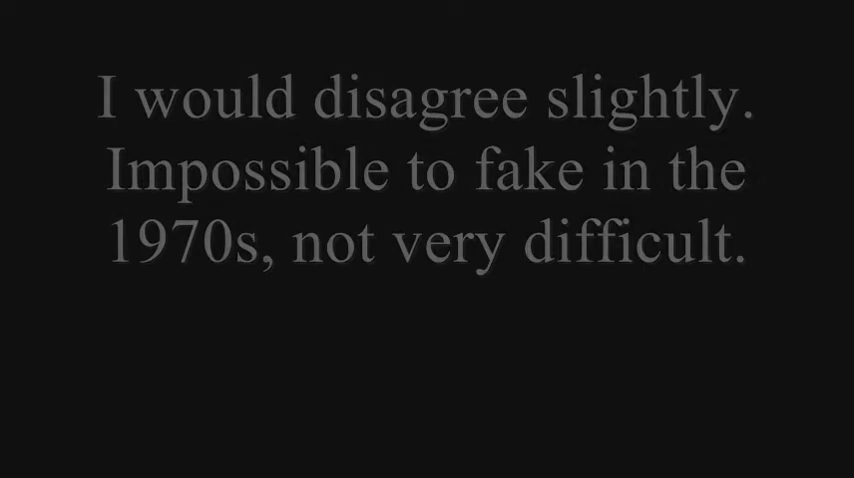 I would disagree slightly.
Impossible to fake in the
1970s, not very difficult.